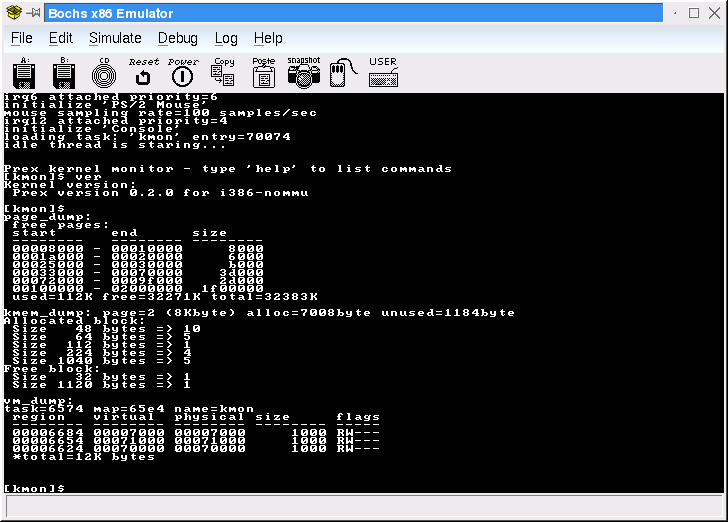 Bochs x86 Emulator
File Edit Simulate Debug Log Help
A: B: CD Reset Power Copy Paste snapshot USER
irq6 attached priority=6
initialize 'PS/2 Mouse'
mouse sampling rate=100 samples/sec
irq12 attached priority=4
initialize 'Console'
loading task: 'kmon' entry=70074
idle thread is staring...
Prex kernel monitor - type 'help' to list commands
[kmon]$ ver
Kernel version:
Prex version 0.2.0 for i386-nommu
[kmon]$
page_dump:
free pages:
start end size
--------- --------- ---------
00008000 - 00010000 8000
0001a000 - 00020000 6000
00025000 - 00030000 b000
00033000 - 00070000 3d000
00072000 - 0009f000 2d000
00100000 - 02000000 1f00000
used=112K free=32271K total=32383K
kmem_dump: page=2 (8Kbyte) alloc=7008byte unused=1184byte
Allocated block:
Size 48 bytes => 10
Size 64 bytes => 5
Size 112 bytes => 1
Size 224 bytes => 4
Size 1040 bytes => 5
Free block:
Size 32 bytes => 1
Size 1120 bytes => 1
vm_dump:
task=6574 map=65e4 name=kmon
region virtual physical size flags
-------- -------- -------- -------- -----
00006684 00007000 00007000 1000 RW---
00006654 00071000 00071000 1000 RW---
00006624 00070000 00070000 1000 RW---
*total=12K bytes
[kmon]$